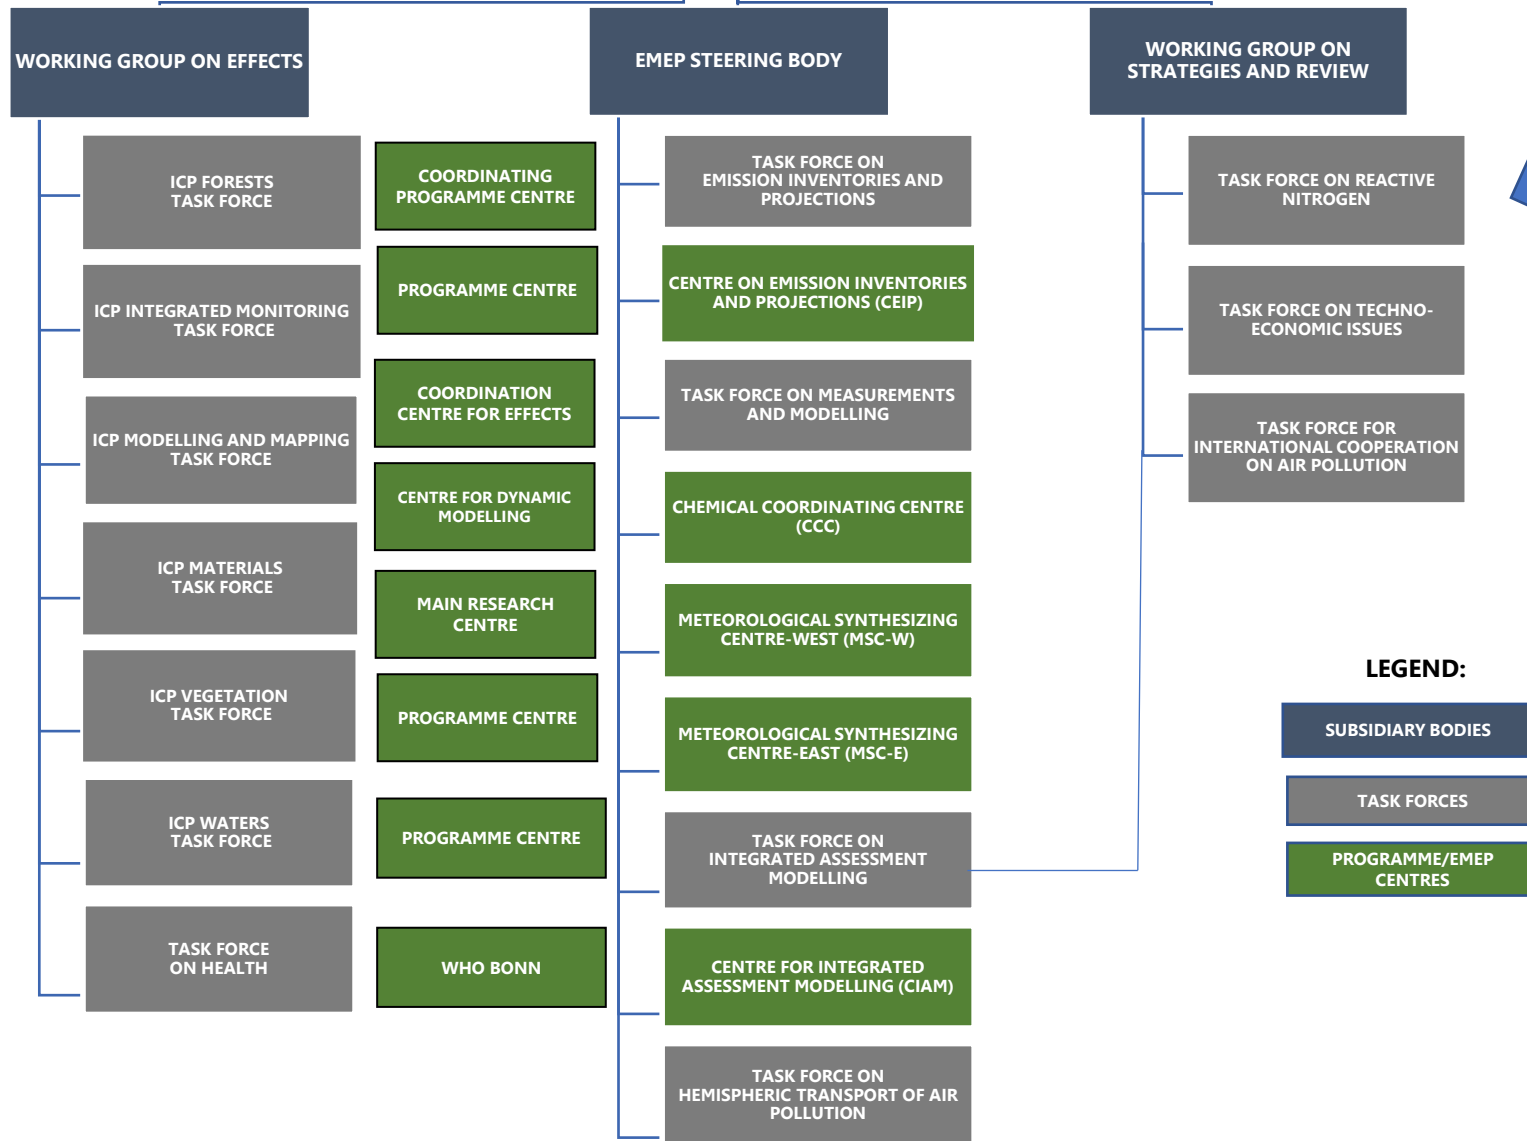 WORKING GROUP ON EFFECTS
ICP FORESTS
TASK FORCE
COORDINATING
PROGRAMME CENTRE
ICP INTEGRATED MONITORING
TASK FORCE
PROGRAMME CENTRE
ICP MODELLING AND MAPPING
TASK FORCE
COORDINATION
CENTRE FOR EFFECTS
CENTRE FOR DYNAMIC
MODELLING
ICP MATERIALS
TASK FORCE
MAIN RESEARCH
CENTRE
ICP VEGETATION
TASK FORCE
PROGRAMME CENTRE
ICP WATERS
TASK FORCE
PROGRAMME CENTRE
TASK FORCE
ON HEALTH
WHO BONN
EMEP STEERING BODY
TASK FORCE ON
EMISSION INVENTORIES AND
PROJECTIONS
CENTRE ON EMISSION INVENTORIES
AND PROJECTIONS (CEIP)
TASK FORCE ON MEASUREMENTS
AND MODELLING
CHEMICAL COORDINATING CENTRE
(CCC)
METEOROLOGICAL SYNTHESIZING
CENTRE-WEST (MSC-W)
METEOROLOGICAL SYNTHESIZING
CENTRE-EAST (MSC-E)
TASK FORCE ON
INTEGRATED ASSESSMENT
MODELLING
CENTRE FOR INTEGRATED
ASSESSMENT MODELLING (CIAM)
TASK FORCE ON
HEMISPHERIC TRANSPORT OF AIR
POLLUTION
WORKING GROUP ON
STRATEGIES AND REVIEW
TASK FORCE ON REACTIVE
NITROGEN
TASK FORCE ON TECHNO-
ECONOMIC ISSUES
TASK FORCE FOR
INTERNATIONAL COOPERATION
ON AIR POLLUTION
LEGEND:
SUBSIDIARY BODIES
TASK FORCES
PROGRAMME/EMEP
CENTRES